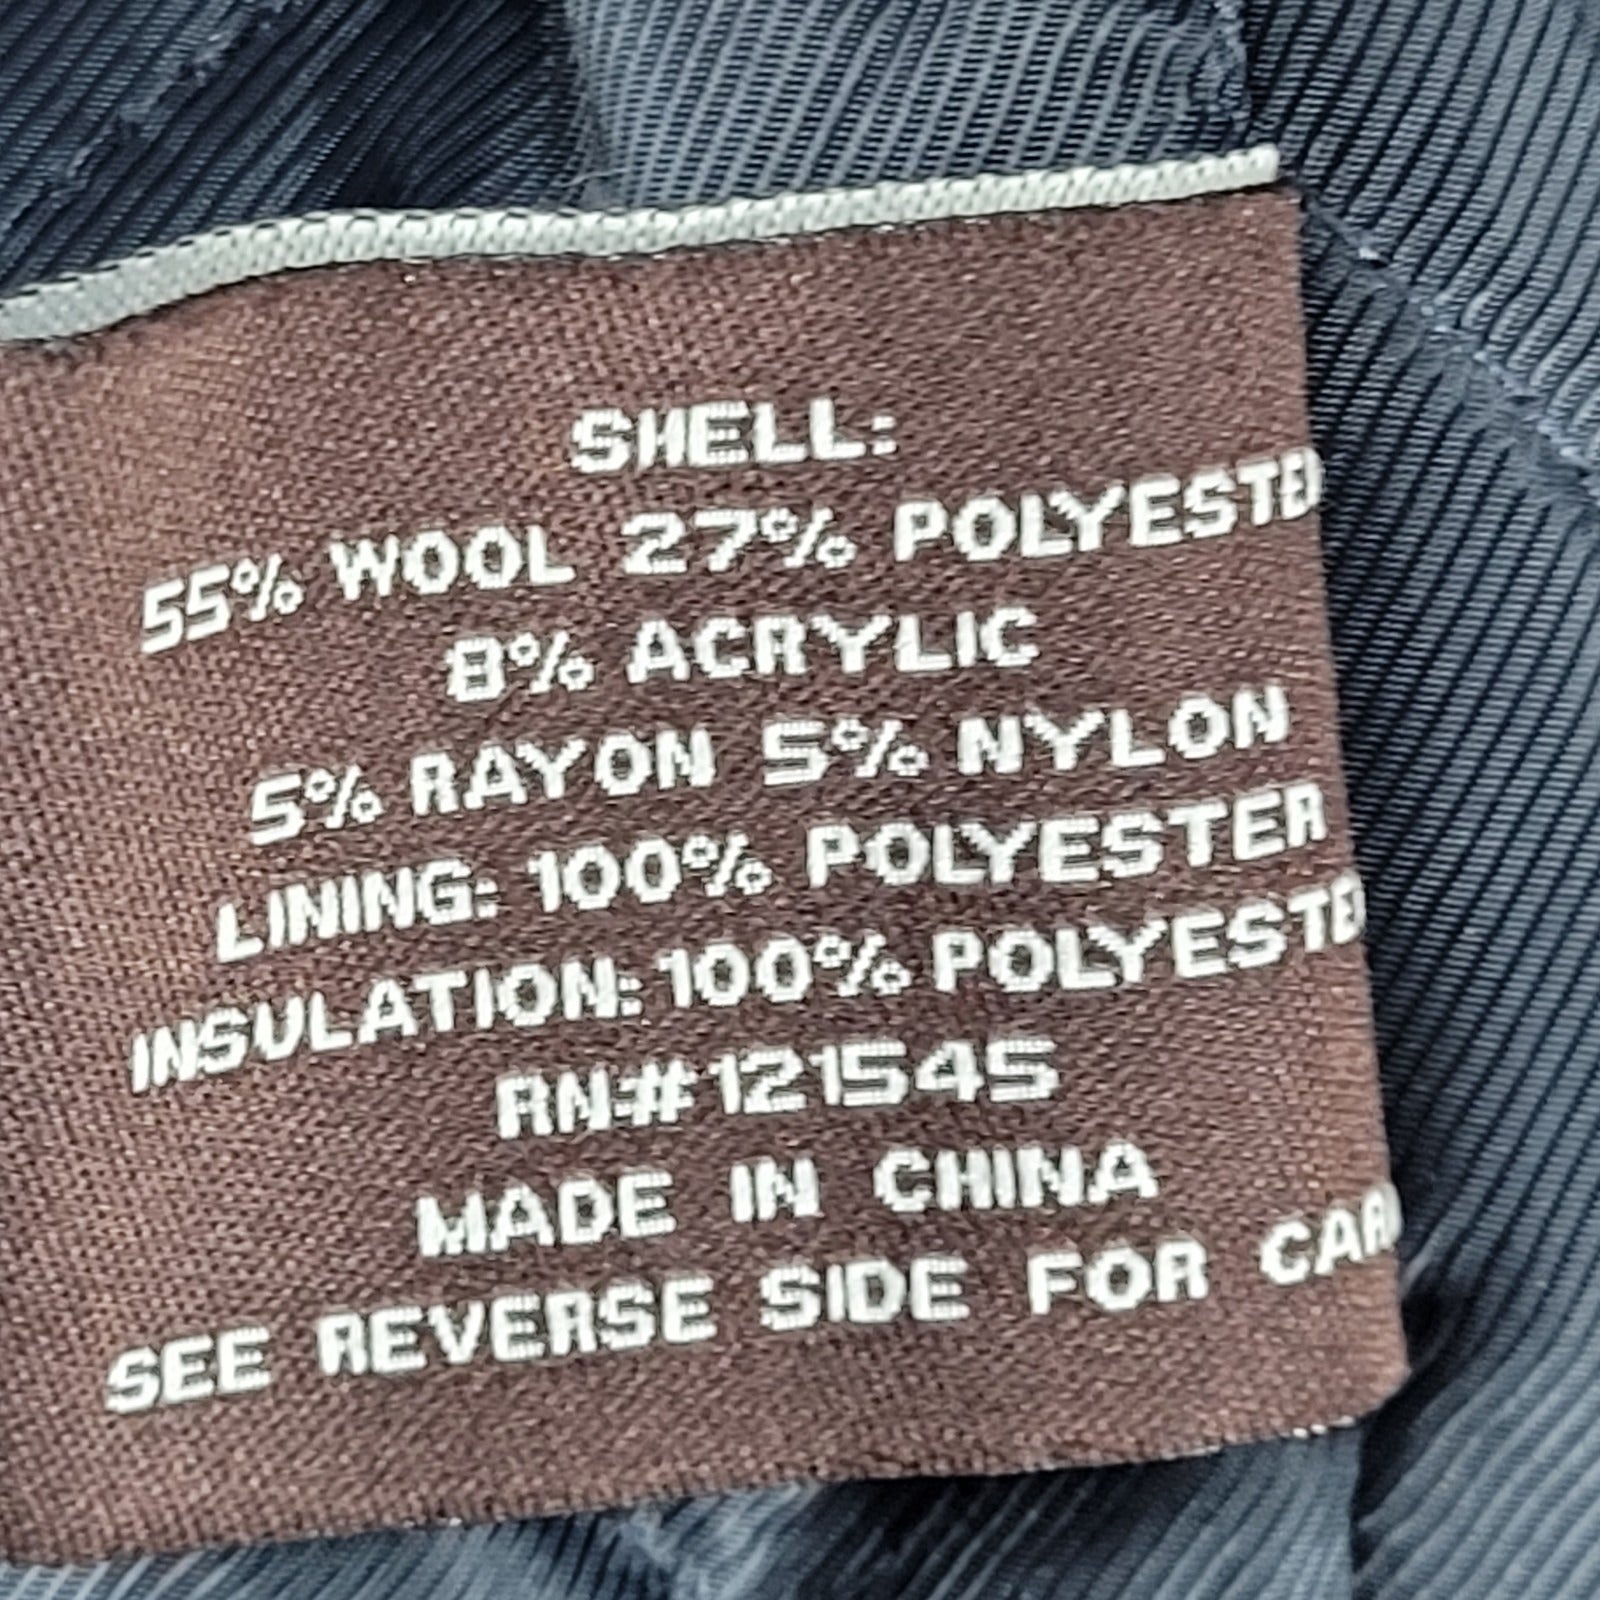 SHELL:
55% WOOL 27% POLYESTER
8% ACRYLIC
5% RAYON 5% NYLON
LINING: 100% POLYESTER
INSULATION: 100% POLYESTER
RN#121545
MADE IN CHINA
SEE REVERSE SIDE FOR CARE